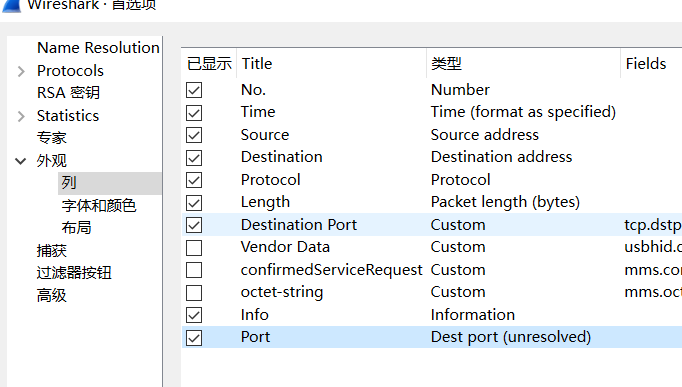 Wireshark · 首选项
Name Resolution
Protocols
RSA 密钥
Statistics
专家
外观
列
字体和颜色
布局
捕获
过滤器按钮
高级
已显示 Title 类型 Fields
No. Number
Time Time (format as specified)
Source Source address
Destination Destination address
Protocol Protocol
Length Packet length (bytes)
Destination Port Custom tcp.dstp
Vendor Data Custom usbhid.d
confirmedServiceRequest Custom mms.con
octet-string Custom mms.oct
Info Information
Port Dest port (unresolved)